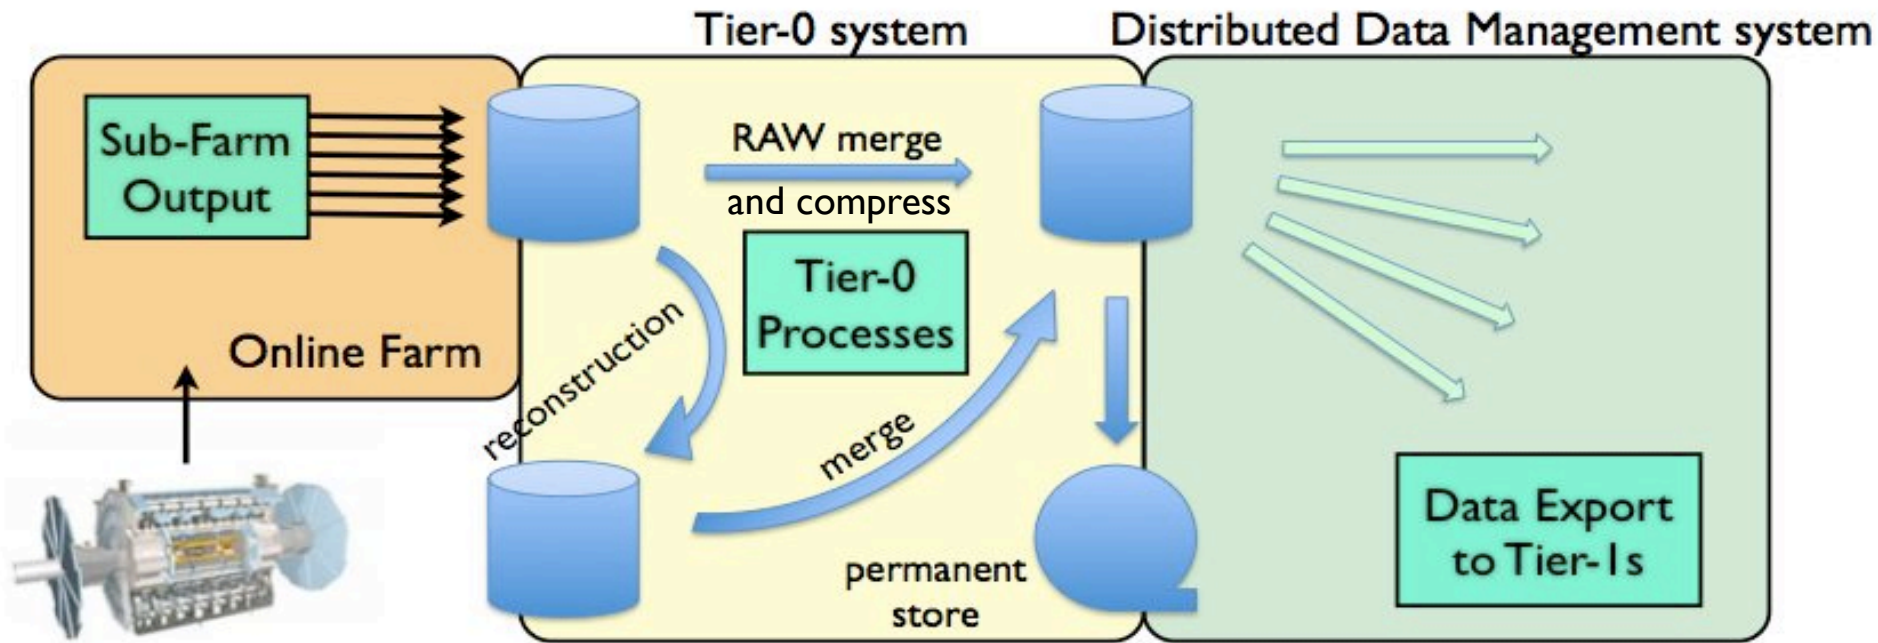 Tier-0 system
Distributed Data Management system
Sub-Farm
Output
Online Farm
RAW merge
and compress
Tier-0
Processes
reconstruction
merge
permanent
store
Data Export
to Tier-1s